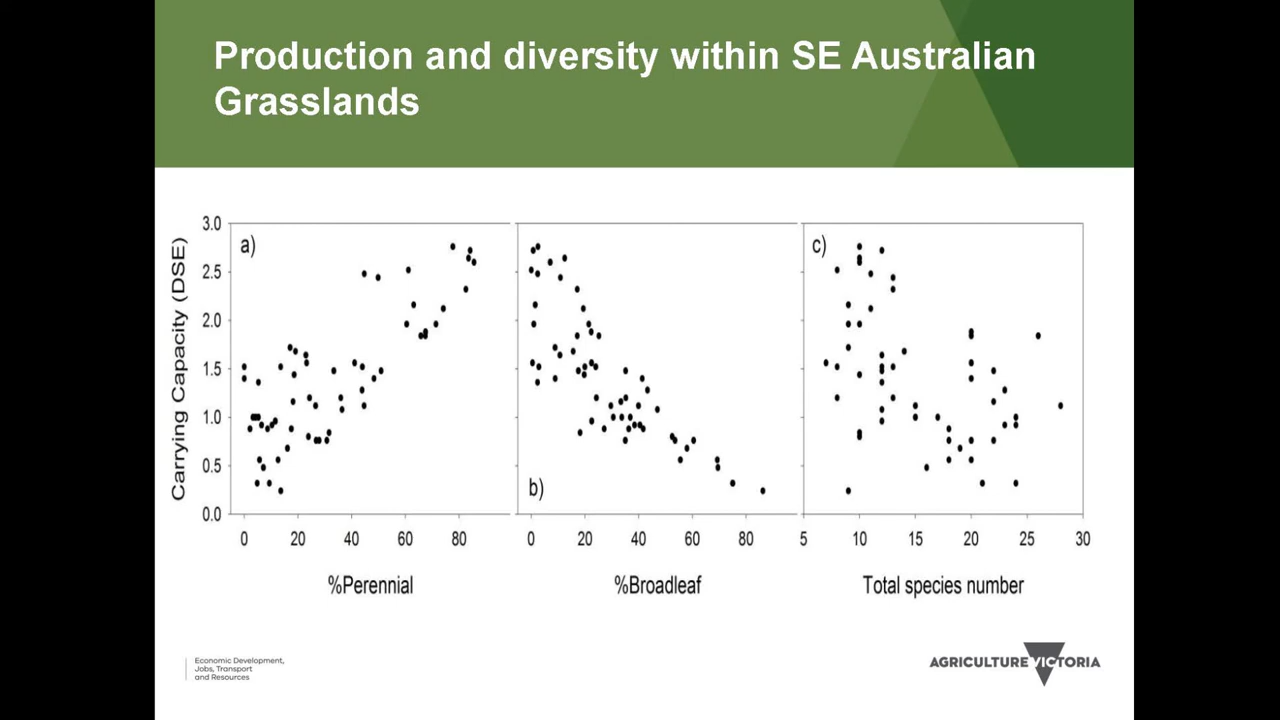 Production and diversity within SE Australian
Grasslands
Carrying Capacity (DSE)
3.0
2.5
2.0
1.5
1.0
0.5
0.0
a)
0 20 40 60 80
%Perennial
b)
0 20 40 60 80
%Broadleaf
c)
5 10 15 20 25 30
Total species number
Economic Development,
Jobs, Transport
and Resources
AGRICULTURE VICTORIA